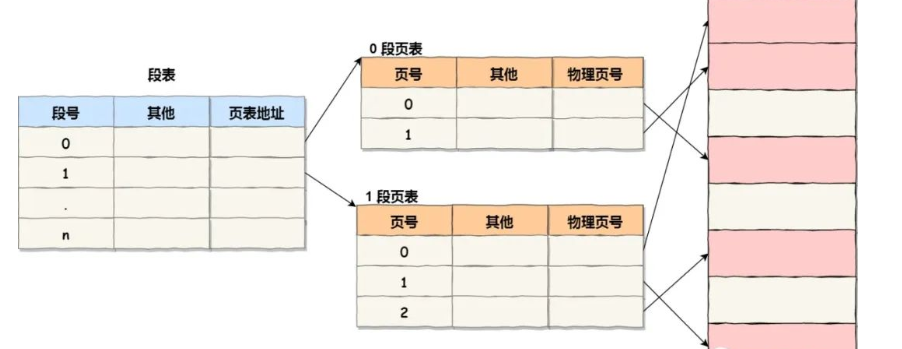 0 段页表
段表
页号 其他 物理页号
段号 其他 页表地址
0
1
0
1
.
n
1 段页表
页号 其他 物理页号
0
1
2